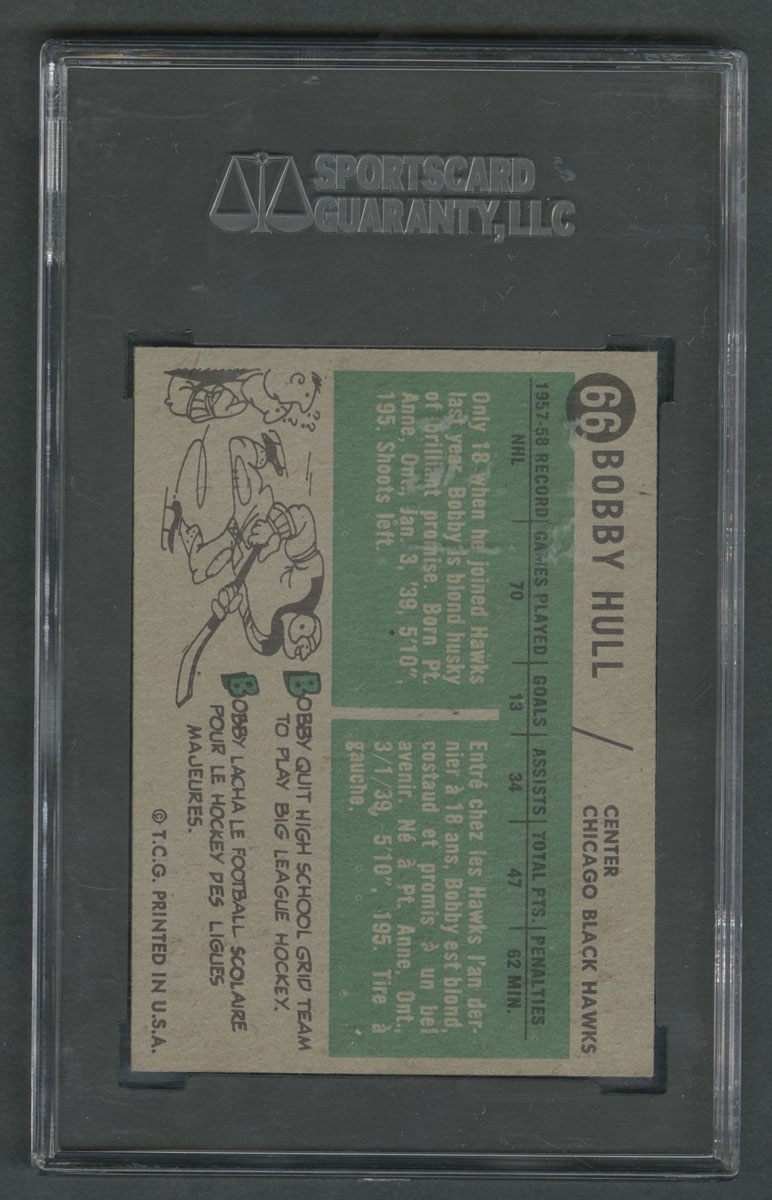 SPORTSCARD
GUARANTY, LLC
66 BOBBY HULL
CENTER
CHICAGO BLACK HAWKS
1957-58 RECORD GAMES PLAYED GOALS ASSISTS TOTAL PTS. PENALTIES
NHL 70 13 34 47 62 MIN.
Only 18 when he joined Hawks
last year, Bobby is blond husky
of brilliant promise. Born Pt.
Anne, Ont., Jan. 3, '39, 5'10",
195. Shoots left.
Entré chez les Hawks l'an der-
nier à 18 ans, Bobby est blond,
costaud et promis à un bel
avenir. Né à Pt. Anne, Ont.,
3/1/39, 5'10", 195. Tire à
gauche.
? ? ?
BOBBY QUIT HIGH SCHOOL GRID TEAM
TO PLAY BIG LEAGUE HOCKEY.
BOBBY LACHA LE FOOTBALL SCOLAIRE
POUR LE HOCKEY DES LIGUES
MAJEURES.
© T.C.G. PRINTED IN U.S.A.